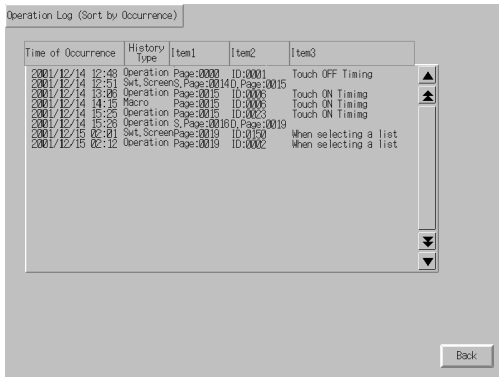 Operation Log (Sort by Occurrence)
Time of Occurrence History Type Item1 Item2 Item3
2001/12/14 12:48 Operation Page:0000 ID:0001 Touch OFF Timing
2001/12/14 12:51 Swt,Screen S,Page:0014 D,Page:0015
2001/12/14 13:06 Operation Page:0015 ID:0006 Touch ON Timimg
2001/12/14 14:15 Macro Page:0015 ID:0006 Touch ON Timimg
2001/12/14 15:25 Operation Page:0015 ID:0023 Touch ON Timimg
2001/12/14 15:26 Operation S,Page:0016 D,Page:0019
2001/12/15 02:01 Swt,Screen Page:0019 ID:0150 When selecting a list
2001/12/15 02:12 Operation Page:0019 ID:0002 When selecting a list
Back